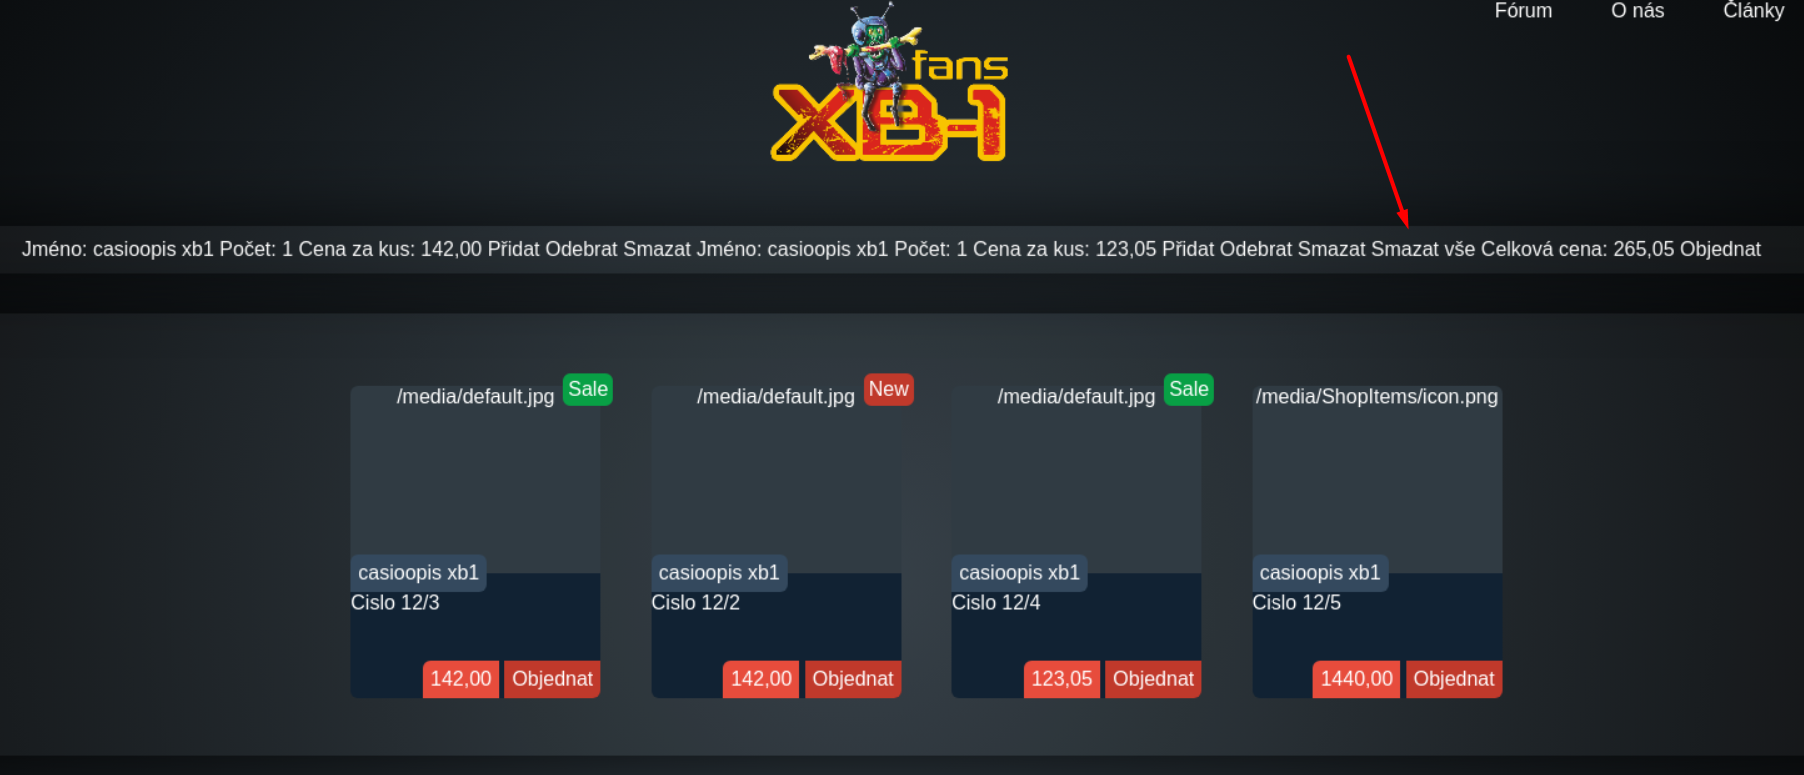 Fórum O nás Články
fans
XB-1
Jméno: casioopis xb1 Počet: 1 Cena za kus: 142,00 Přidat Odebrat Smazat Jméno: casioopis xb1 Počet: 1 Cena za kus: 123,05 Přidat Odebrat Smazat Smazat vše Celková cena: 265,05 Objednat
/media/default.jpg Sale
casioopis xb1
Cislo 12/3
142,00 Objednat
/media/default.jpg New
casioopis xb1
Cislo 12/2
142,00 Objednat
/media/default.jpg Sale
casioopis xb1
Cislo 12/4
123,05 Objednat
/media/ShopItems/icon.png
casioopis xb1
Cislo 12/5
1440,00 Objednat